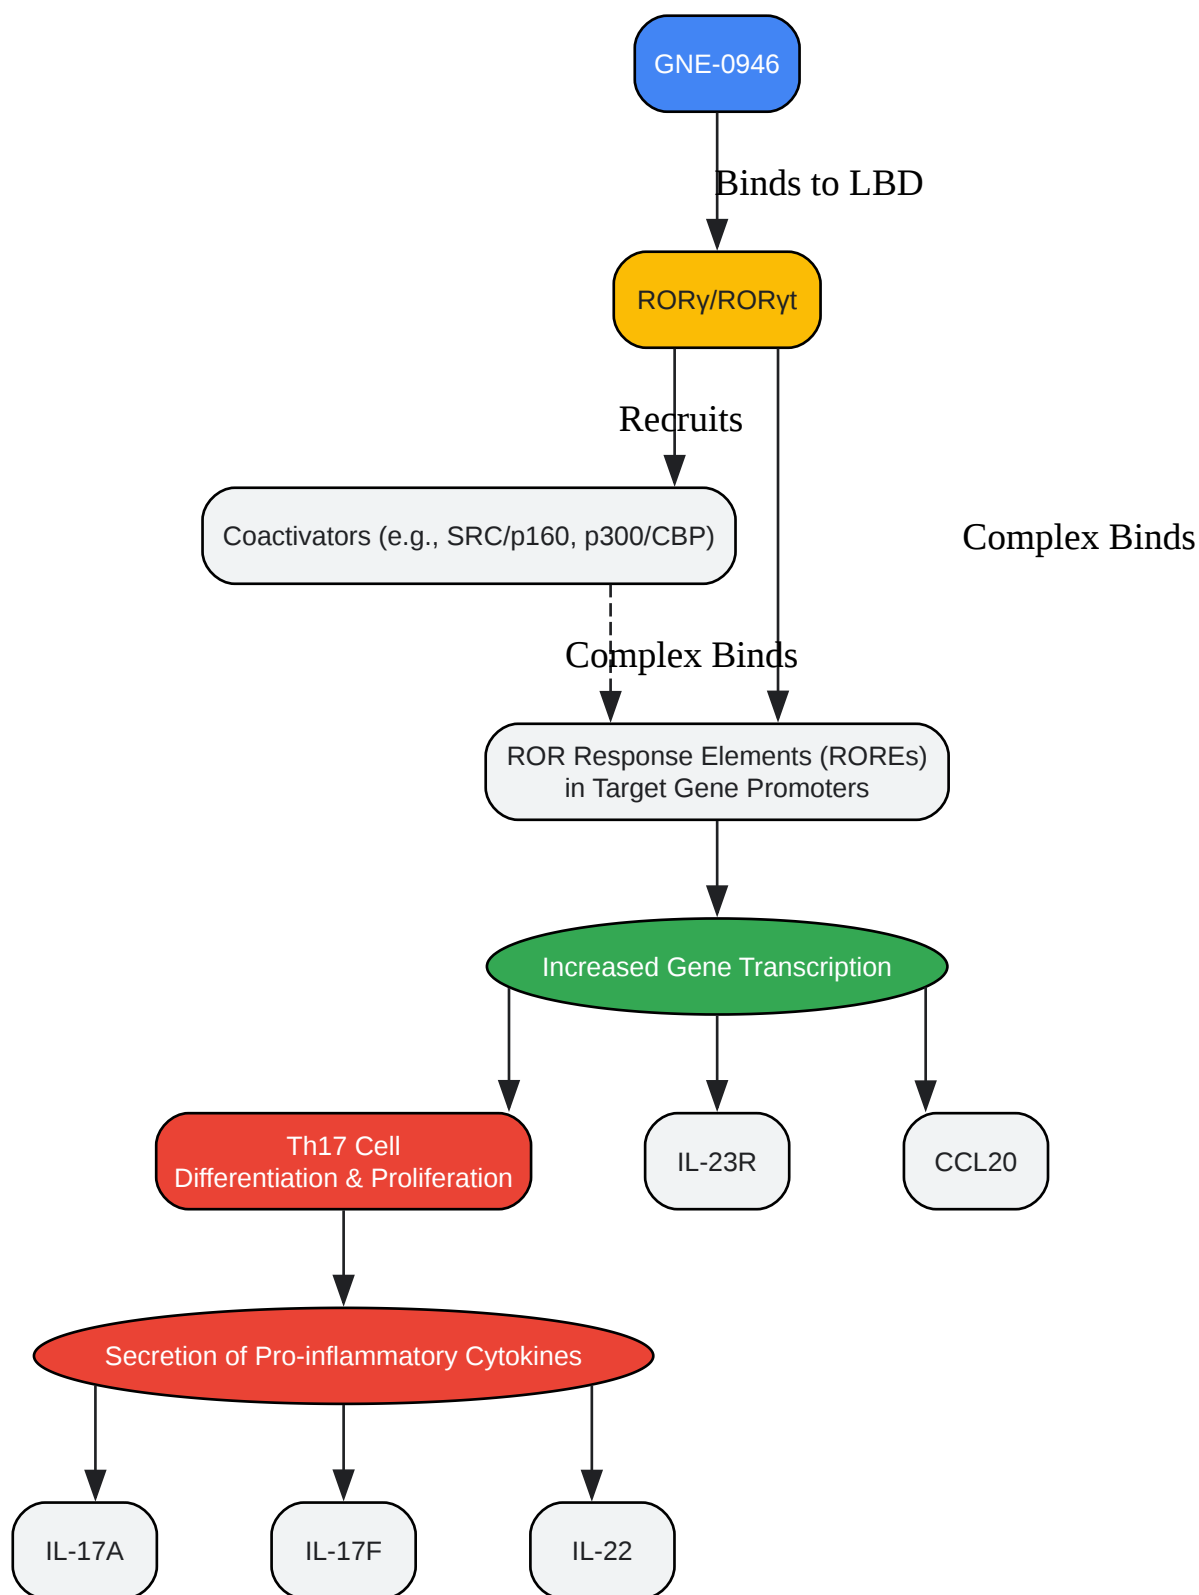 GNE-0946
Binds to LBD
RORγ/RORγt
Recruits
Coactivators (e.g., SRC/p160, p300/CBP)
Complex Binds
Complex Binds
ROR Response Elements (ROREs)
in Target Gene Promoters
Increased Gene Transcription
Th17 Cell
Differentiation & Proliferation
IL-23R
CCL20
Secretion of Pro-inflammatory Cytokines
IL-17A
IL-17F
IL-22